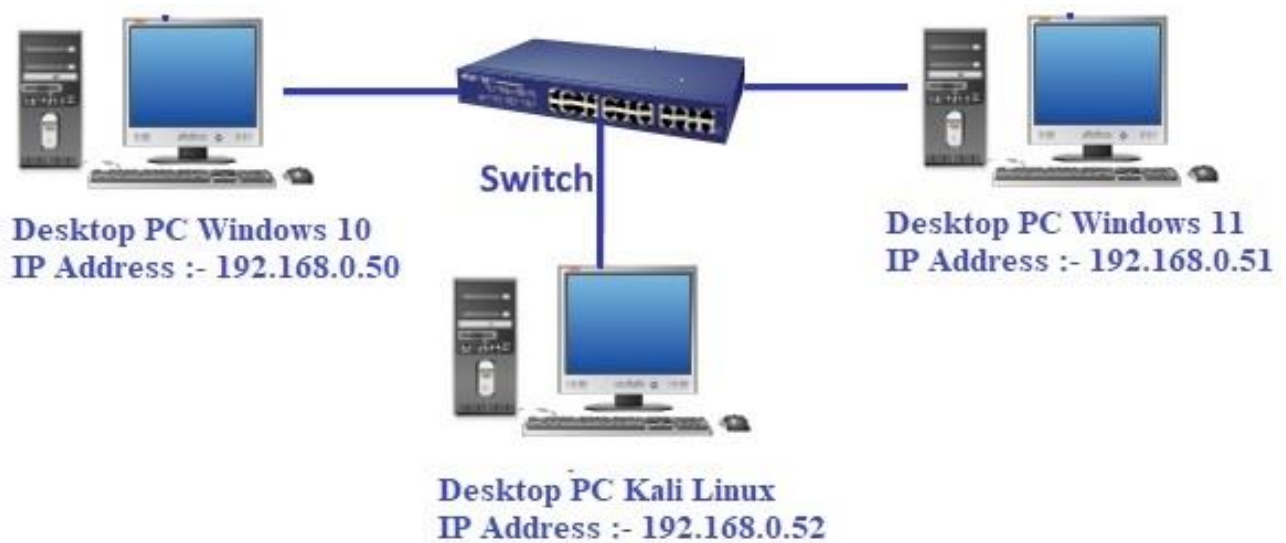 Switch
Desktop PC Windows 10
IP Address :- 192.168.0.50
Desktop PC Windows 11
IP Address :- 192.168.0.51
Desktop PC Kali Linux
IP Address :- 192.168.0.52